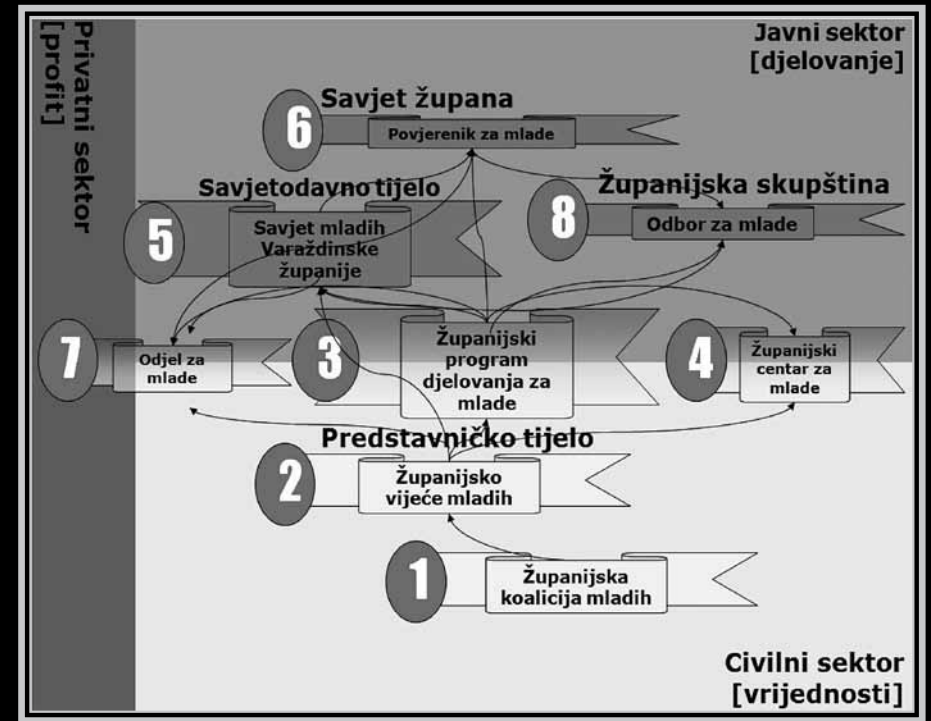 Privatni sektor
[profit]
Javni sektor
[djelovanje]
Savjet župana
6
Povjerenik za mlade
Savjetodavno tijelo
5
Savjet mladih
Varaždinske
županije
Županijska skupština
8
Odbor za mlade
7
Odjel za
mlade
3
Županijski
program
djelovanja za
mlade
4
Županijski
centar za
mlade
Predstavničko tijelo
2
Županijsko
vijeće mladih
1
Županijska
koalicija mladih
Civilni sektor
[vrijednosti]